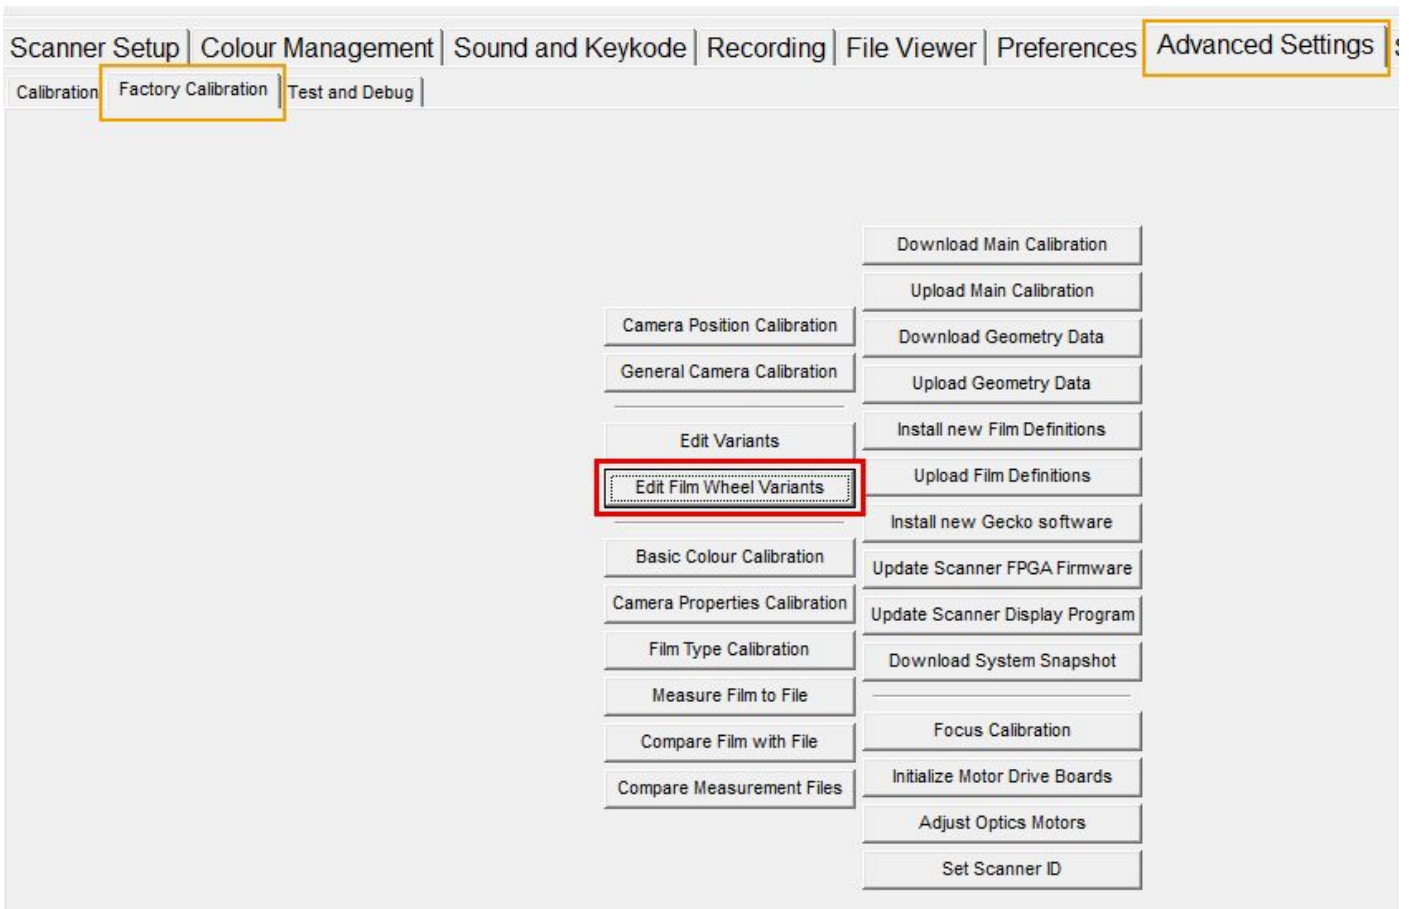 Scanner Setup Colour Management Sound and Keykode Recording File Viewer Preferences Advanced Settings
Calibration Factory Calibration Test and Debug
Camera Position Calibration
General Camera Calibration
Edit Variants
Edit Film Wheel Variants
Basic Colour Calibration
Camera Properties Calibration
Film Type Calibration
Measure Film to File
Compare Film with File
Compare Measurement Files
Download Main Calibration
Upload Main Calibration
Download Geometry Data
Upload Geometry Data
Install new Film Definitions
Upload Film Definitions
Install new Gecko software
Update Scanner FPGA Firmware
Update Scanner Display Program
Download System Snapshot
Focus Calibration
Initialize Motor Drive Boards
Adjust Optics Motors
Set Scanner ID